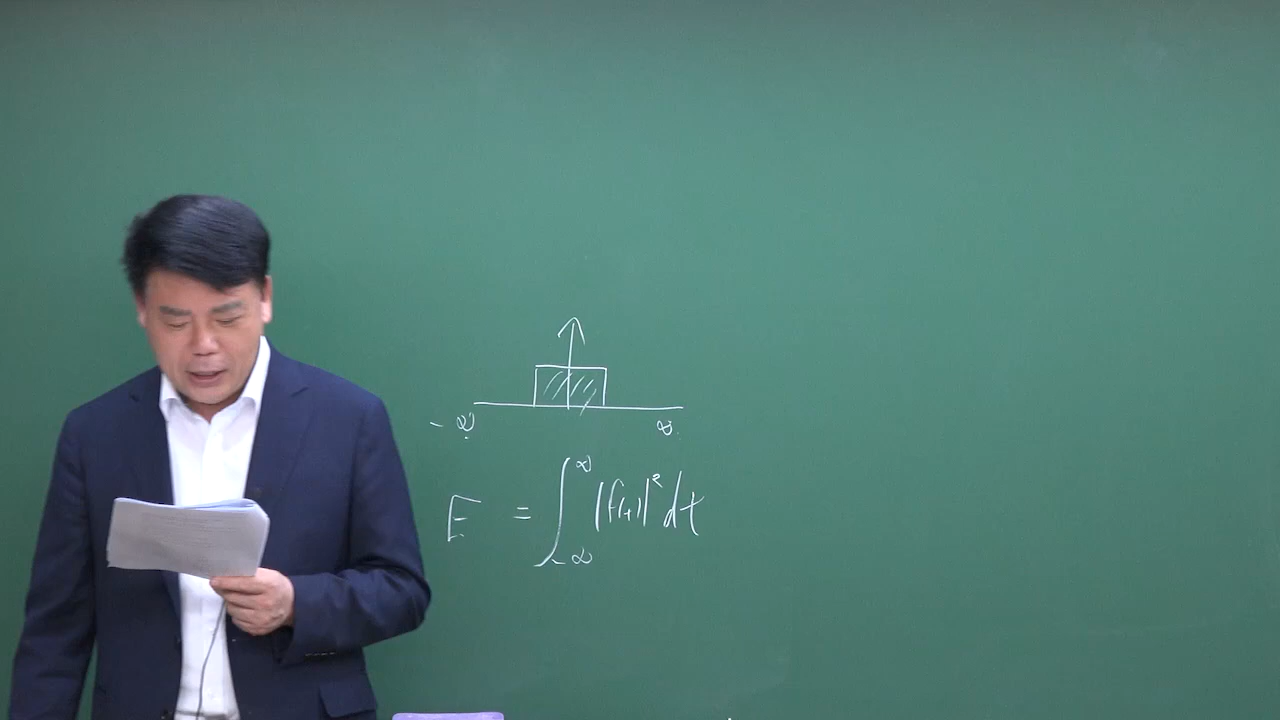 - ∞ ∞
E = ∫_{-∞}^{∞} |f(t)|² dt